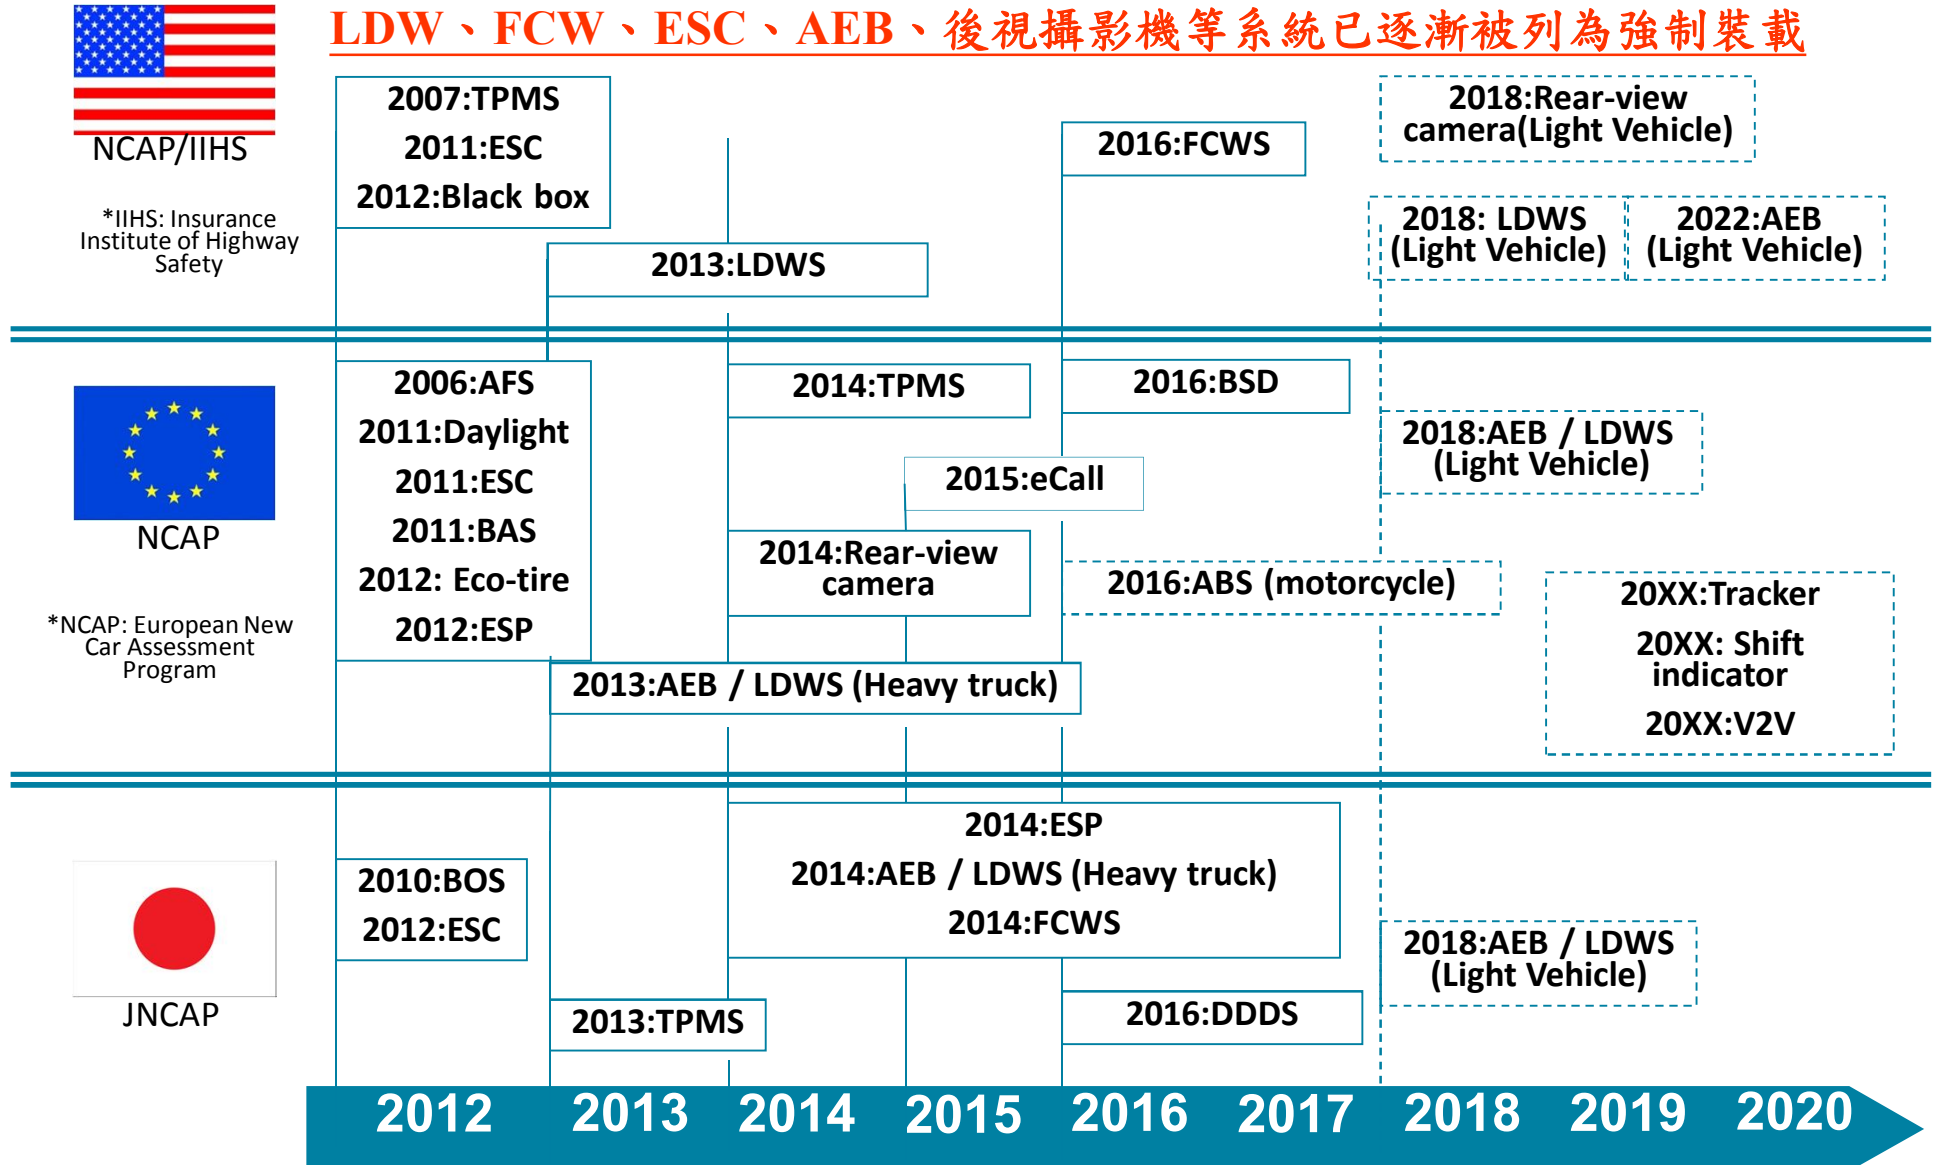 LDW、FCW、ESC、AEB、後視攝影機等系統已逐漸被列為強制裝載
NCAP/IIHS
*IIHS: Insurance
Institute of Highway
Safety
2007:TPMS
2011:ESC
2012:Black box
2013:LDWS
2016:FCWS
2018:Rear-view
camera(Light Vehicle)
2018: LDWS
(Light Vehicle)
2022:AEB
(Light Vehicle)
NCAP
*NCAP: European New
Car Assessment
Program
2006:AFS
2011:Daylight
2011:ESC
2011:BAS
2012: Eco-tire
2012:ESP
2013:AEB / LDWS (Heavy truck)
2014:TPMS
2015:eCall
2014:Rear-view
camera
2016:BSD
2016:ABS (motorcycle)
2018:AEB / LDWS
(Light Vehicle)
20XX:Tracker
20XX: Shift
indicator
20XX:V2V
JNCAP
2010:BOS
2012:ESC
2013:TPMS
2014:ESP
2014:AEB / LDWS (Heavy truck)
2014:FCWS
2016:DDDS
2018:AEB / LDWS
(Light Vehicle)
2012 2013 2014 2015 2016 2017 2018 2019 2020